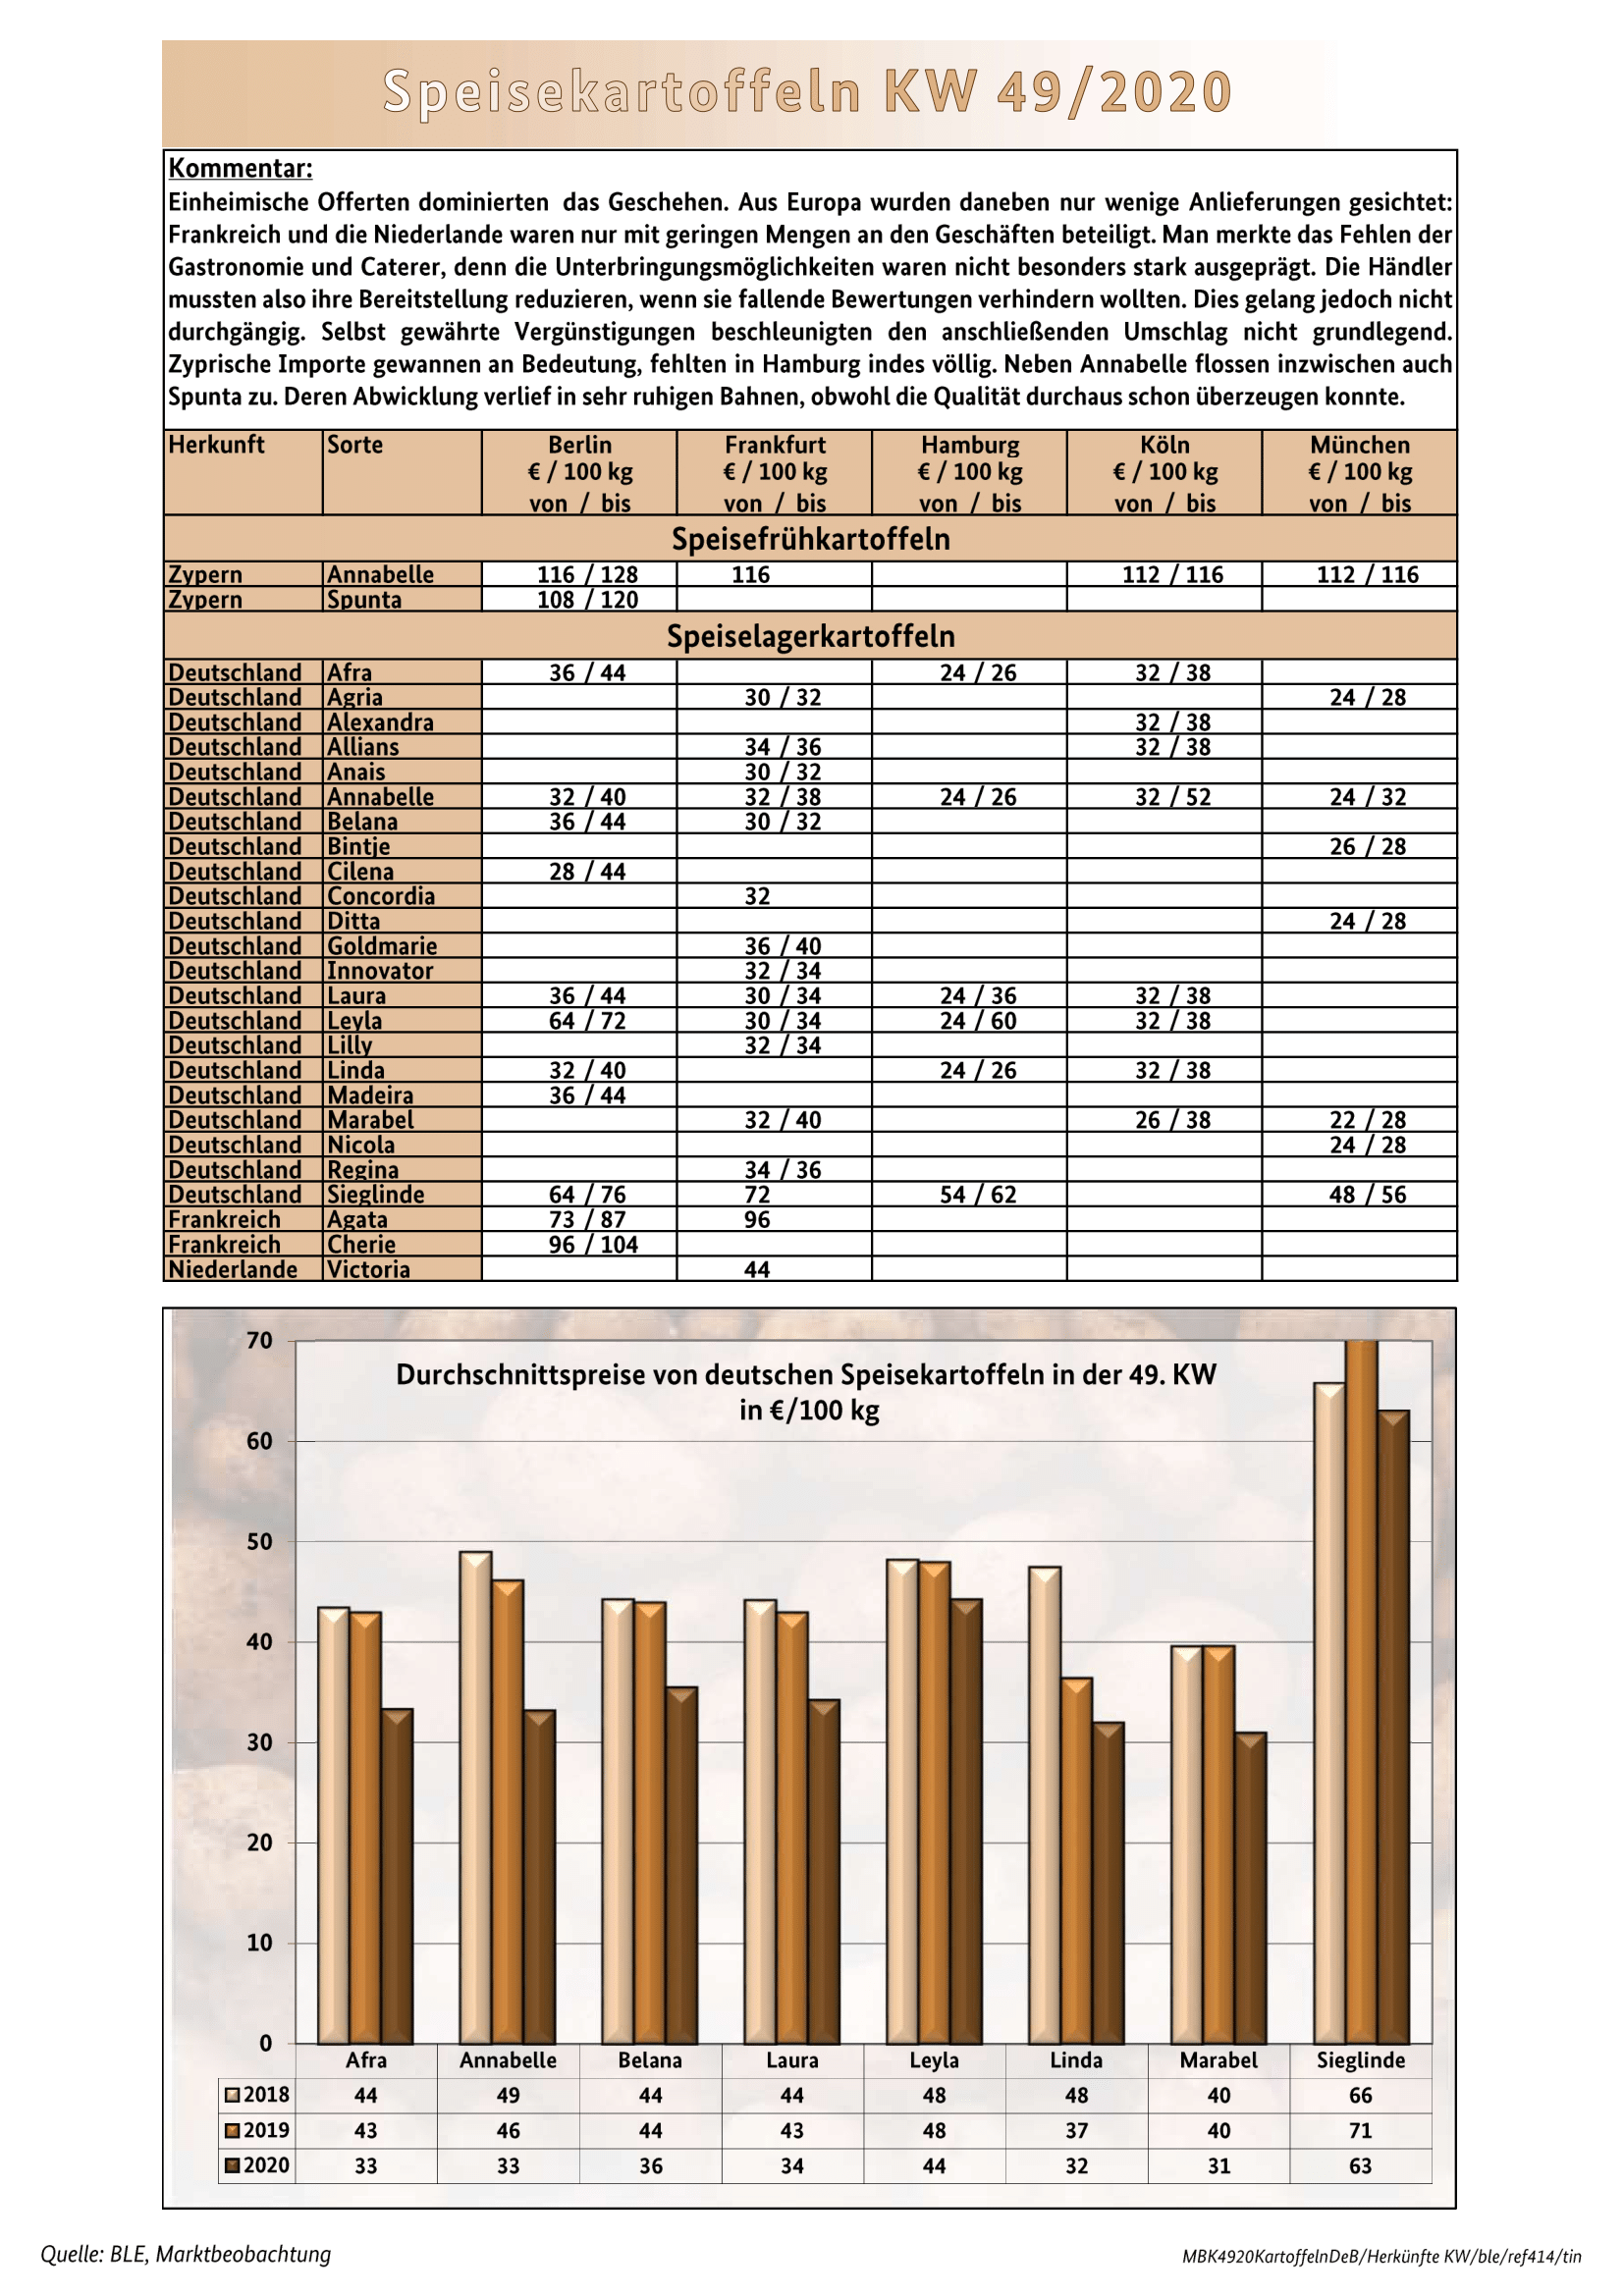 Speisekartoffeln KW 49/2020
Kommentar:
Einheimische Offerten dominierten das Geschehen. Aus Europa wurden daneben nur wenige Anlieferungen gesichtet:
Frankreich und die Niederlande waren nur mit geringen Mengen an den Geschäften beteiligt. Man merkte das Fehlen der
Gastronomie und Caterer, denn die Unterbringungsmöglichkeiten waren nicht besonders stark ausgeprägt. Die Händler
mussten also ihre Bereitstellung reduzieren, wenn sie fallende Bewertungen verhindern wollten. Dies gelang jedoch nicht
durchgängig. Selbst gewährte Vergünstigungen beschleunigten den anschließenden Umschlag nicht grundlegend.
Zyprische Importe gewannen an Bedeutung, fehlten in Hamburg indes völlig. Neben Annabelle flossen inzwischen auch
Spunta zu. Deren Abwicklung verlief in sehr ruhigen Bahnen, obwohl die Qualität durchaus schon überzeugen konnte.
Herkunft Sorte Berlin Frankfurt Hamburg Köln München
€ / 100 kg € / 100 kg € / 100 kg € / 100 kg € / 100 kg
von / bis von / bis von / bis von / bis von / bis
Speisefrühkartoffeln
Zypern Annabelle 116 / 128 116 112 / 116 112 / 116
Zypern Spunta 108 / 120
Speiselagerkartoffeln
Deutschland Afra 36 / 44 24 / 26 32 / 38
Deutschland Agria 30 / 32 24 / 28
Deutschland Alexandra 32 / 38
Deutschland Allians 34 / 36 32 / 38
Deutschland Anais 30 / 32
Deutschland Annabelle 32 / 40 32 / 38 24 / 26 32 / 52 24 / 32
Deutschland Belana 36 / 44 30 / 32
Deutschland Bintje 26 / 28
Deutschland Cilena 28 / 44
Deutschland Concordia 32
Deutschland Ditta 24 / 28
Deutschland Goldmarie 36 / 40
Deutschland Innovator 32 / 34
Deutschland Laura 36 / 44 30 / 34 24 / 36 32 / 38
Deutschland Leyla 64 / 72 30 / 34 24 / 60 32 / 38
Deutschland Lilly 32 / 34
Deutschland Linda 32 / 40 24 / 26 32 / 38
Deutschland Madeira 36 / 44
Deutschland Marabel 32 / 40 26 / 38 22 / 28
Deutschland Nicola 24 / 28
Deutschland Regina 34 / 36
Deutschland Sieglinde 64 / 76 72 54 / 62 48 / 56
Frankreich Agata 73 / 87 96
Frankreich Cherie 96 / 104
Niederlande Victoria 44
Durchschnittspreise von deutschen Speisekartoffeln in der 49. KW
in €/100 kg
70
60
50
40
30
20
10
0
Afra Annabelle Belana Laura Leyla Linda Marabel Sieglinde
2018 44 49 44 44 48 48 40 66
2019 43 46 44 43 48 37 40 71
2020 33 33 36 34 44 32 31 63
Quelle: BLE, Marktbeobachtung
MBK4920KartoffelnDeB/Herkünfte KW/ble/ref414/tin